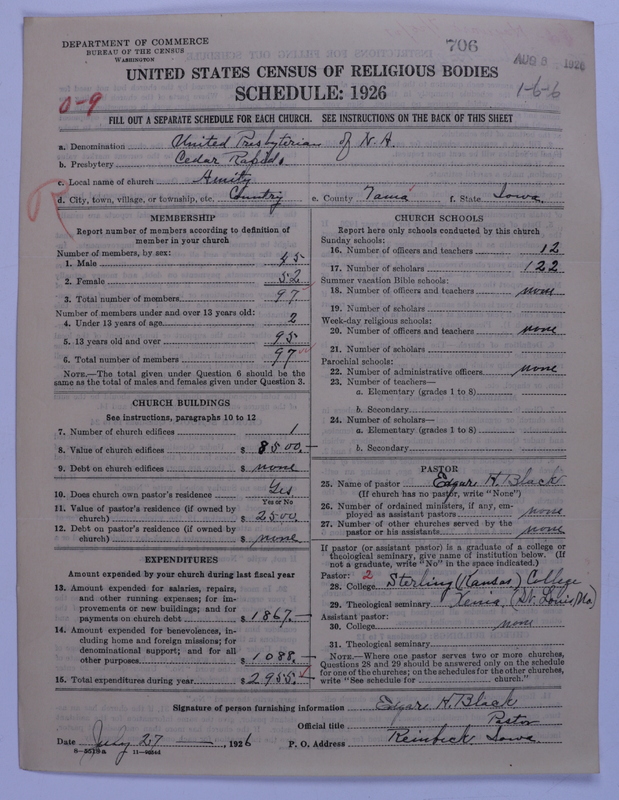 DEPARTMENT OF COMMERCE
BUREAU OF THE CENSUS
WASHINGTON
706
AUG 8 1926
UNITED STATES CENSUS OF RELIGIOUS BODIES
SCHEDULE: 1926
1-6-6
0-9
FILL OUT A SEPARATE SCHEDULE FOR EACH CHURCH. SEE INSTRUCTIONS ON THE BACK OF THIS SHEET
a. Denomination United Presbyterian of N. A.
b. Presbytery Cedar Rapids
c. Local name of church Amity
d. City, town, village, or township, etc. Country e. County Tama f. State Iowa
R
MEMBERSHIP
Report number of members according to definition of
member in your church
Number of members, by sex:
1. Male 45
2. Female 52
3. Total number of members 97
Number of members under and over 13 years old:
4. Under 13 years of age 2
5. 13 years old and over 95
6. Total number of members 97
NOTE.—The total given under Question 6 should be the
same as the total of males and females given under Question 3.
CHURCH BUILDINGS
See instructions, paragraphs 10 to 12
7. Number of church edifices 1
8. Value of church edifices $ 8500.
9. Debt on church edifices $ none
10. Does church own pastor's residence Yes
Yes or No
11. Value of pastor's residence (if owned by
church) $ 2500
12. Debt on pastor's residence (if owned by
church) $ none
EXPENDITURES
Amount expended by your church during last fiscal year
13. Amount expended for salaries, repairs,
and other running expenses; for im-
provements or new buildings; and for
payments on church debt $ 1867.
14. Amount expended for benevolences, in-
cluding home and foreign missions; for
denominational support; and for all
other purposes $ 1088.
15. Total expenditures during year $ 2955.
CHURCH SCHOOLS
Report here only schools conducted by this church
Sunday schools:
16. Number of officers and teachers 12
17. Number of scholars 122
Summer vacation Bible schools:
18. Number of officers and teachers none
19. Number of scholars
Week-day religious schools:
20. Number of officers and teachers none
21. Number of scholars
Parochial schools:
22. Number of administrative officers none
23. Number of teachers—
a. Elementary (grades 1 to 8)
b. Secondary
24. Number of scholars—
a. Elementary (grades 1 to 8)
b. Secondary
PASTOR
25. Name of pastor Edgar H. Black
(If church has no pastor, write "None")
26. Number of ordained ministers, if any, em-
ployed as assistant pastors none
27. Number of other churches served by the
pastor or his assistants none
If pastor (or assistant pastor) is a graduate of a college or
theological seminary, give name of institution below. (If
not a graduate, write "No" in the space indicated.)
Pastor: 2
28. College Sterling (Kansas) College
29. Theological seminary Xenia, (St. Louis, Mo)
Assistant pastor:
30. College none
31. Theological seminary
NOTE.—Where one pastor serves two or more churches,
Questions 28 and 29 should be answered only on the schedule
for one of the churches; on the schedules for the other churches,
write "See schedule for church."
Signature of person furnishing information Edgar H. Black
Official title Pastor
Date July 27, 1926 P. O. Address Reinbeck Iowa.